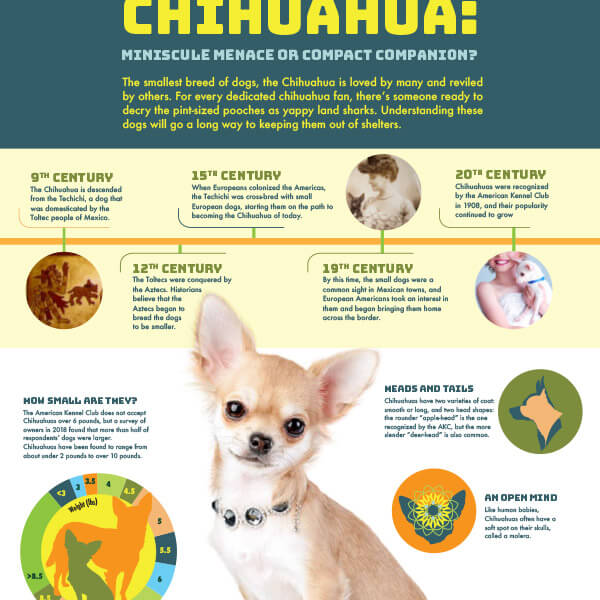 CHIHUAHUA:
MINISCULE MENACE OR COMPACT COMPANION?
The smallest breed of dogs, the Chihuahua is loved by many and reviled
by others. For every dedicated chihuahua fan, there's someone ready to
decry the pint-sized pooches as yappy land sharks. Understanding these
dogs will go a long way to keeping them out of shelters.
9TH CENTURY
The Chihuahua is descended
from the Techichi, a dog that
was domesticated by the
Toltec people of Mexico.
15TH CENTURY
When Europeans colonized the Americas,
the Techichi was cross-bred with small
European dogs, starting them on the path to
becoming the Chihuahua of today.
20TH CENTURY
Chihuahuas were recognized
by the American Kennel Club
in 1908, and their popularity
continued to grow
12TH CENTURY
The Toltecs were conquered by
the Aztecs. Historians
believe that the
Aztecs began to
breed the dogs
to be smaller.
19TH CENTURY
By this time, the small dogs were a
common sight in Mexican towns, and
European Americans took an interest in
them and began bringing them home
across the border.
HOW SMALL ARE THEY?
The American Kennel Club does not accept
Chihuahuas over 6 pounds, but a survey of
owners in 2018 found that more than half of
respondents' dogs were larger.
Chihuahuas have been found to range from
about under 2 pounds to over 10 pounds.
Weight (lbs)
<3
3
3.5
4
4.5
5
5.5
6
>8.5
8.5
HEADS AND TAILS
Chihuahuas have two varieties of coat:
smooth or long, and two head shapes:
the rounder "apple-head" is the one
recognized by the AKC, but the more
slender "deer-head" is also common.
AN OPEN MIND
Like human babies,
Chihuahuas often have a
soft spot on their skulls,
called a molera.